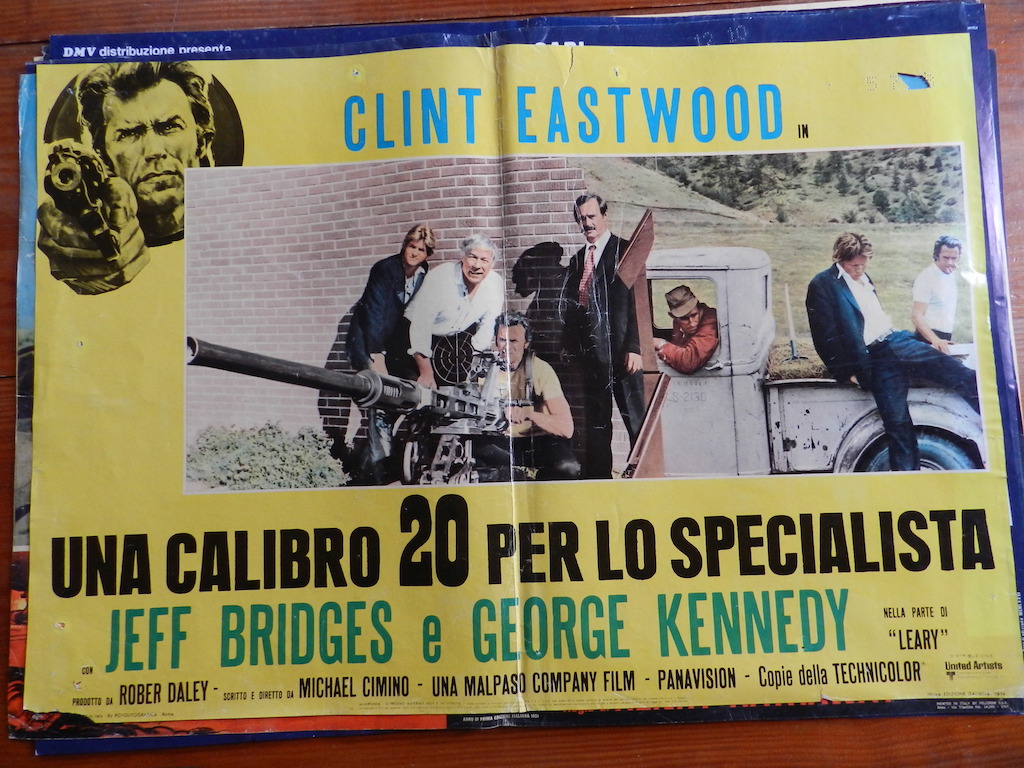 DMV distribuzione presenta
CLINT EASTWOOD IN
UNA CALIBRO 20 PER LO SPECIALISTA
CON JEFF BRIDGES e GEORGE KENNEDY NELLA PARTE DI "LEARY"
PRODOTTO DA ROBER DALEY - SCRITTO E DIRETTO DA MICHAEL CIMINO - UNA MALPASO COMPANY FILM - PANAVISION - Copie della TECHNICOLOR
United Artists